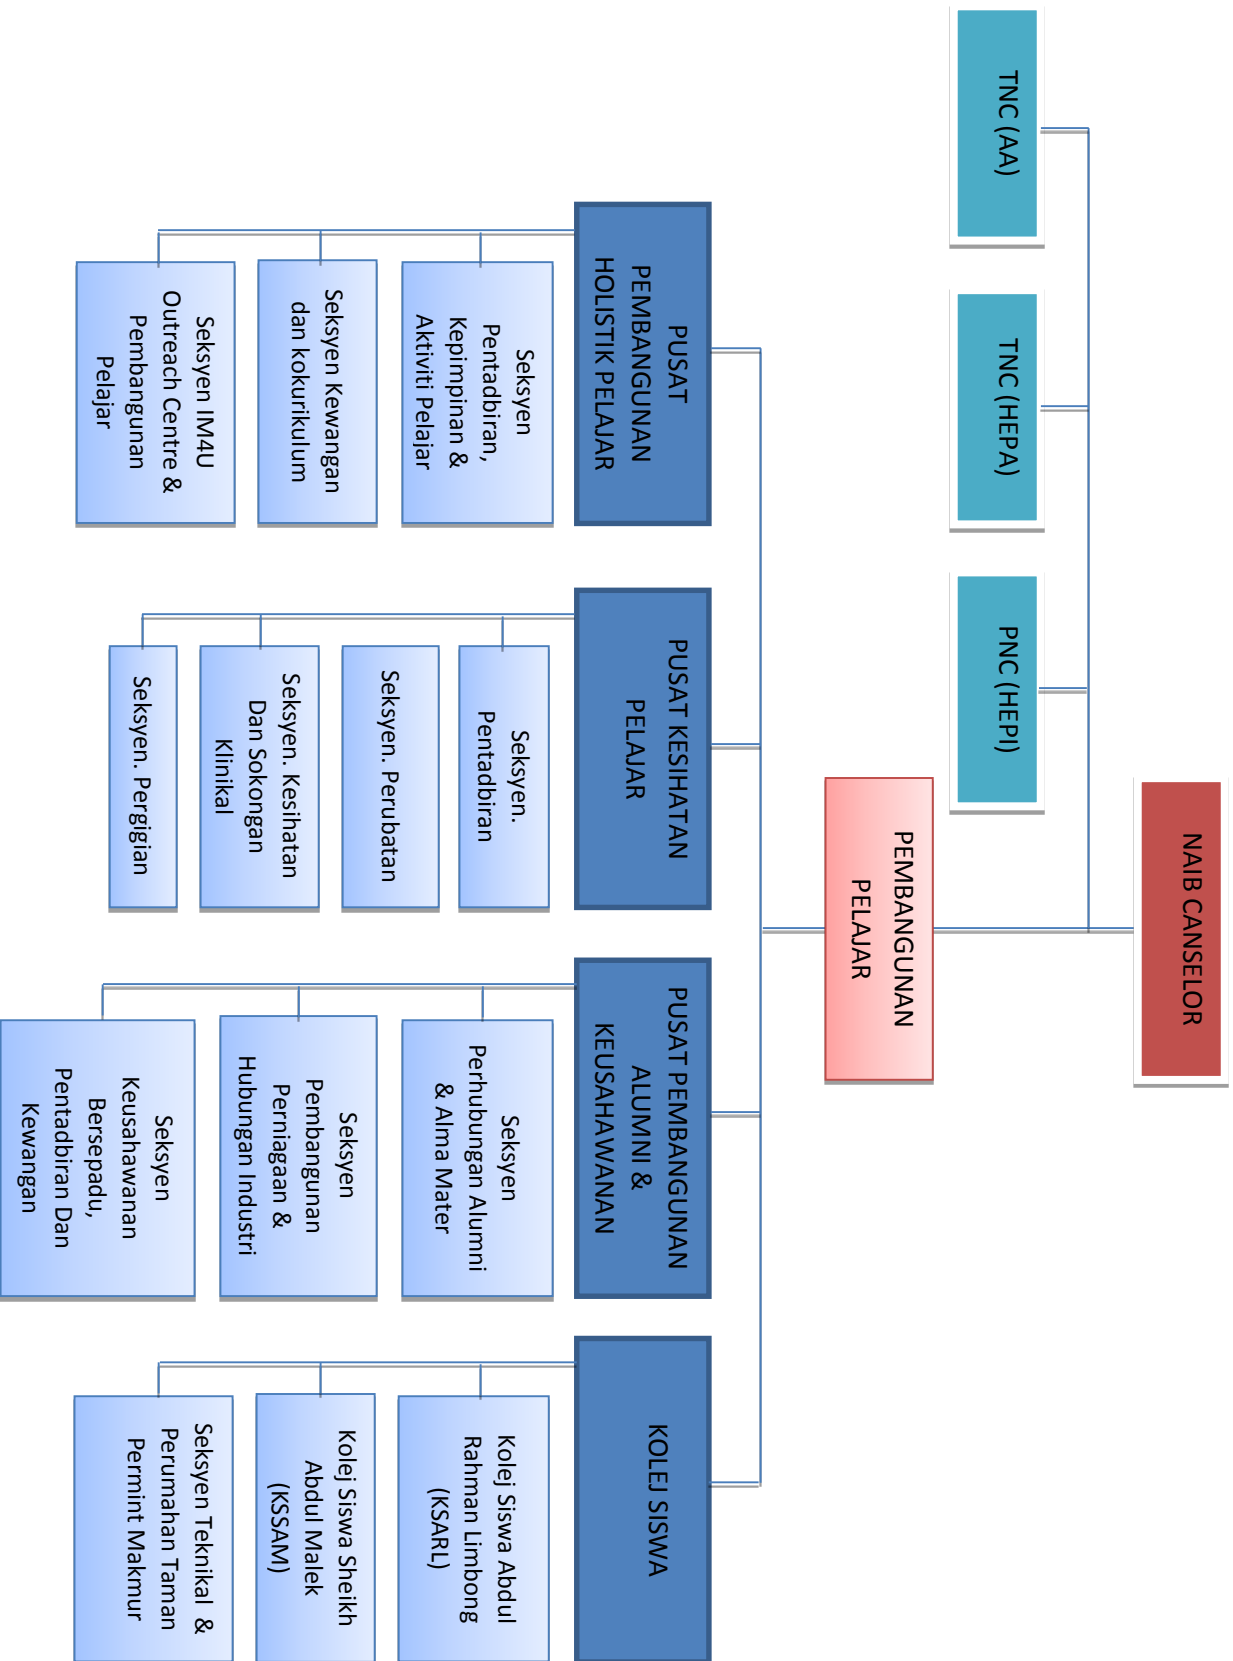 NAIB CANSELOR
TNC (AA)
TNC (HEPA)
PNC (HEPI)
PEMBANGUNAN
PELAJAR
PUSAT
PEMBANGUNAN
HOLISTIK PELAJAR
Seksyen
Pentadbiran,
Kepimpinan &
Aktiviti Pelajar
Seksyen Kewangan
dan kokurikulum
Seksyen IM4U
Outreach Centre &
Pembangunan
Pelajar
PUSAT KESIHATAN
PELAJAR
Seksyen.
Pentadbiran
Seksyen. Perubatan
Seksyen. Kesihatan
Dan Sokongan
Klinikal
Seksyen. Pergigian
PUSAT PEMBANGUNAN
ALUMNI &
KEUSAHAWANAN
Seksyen
Perhubungan Alumni
& Alma Mater
Seksyen
Pembangunan
Perniagaan &
Hubungan Industri
Seksyen
Keusahawanan
Bersepadu,
Pentadbiran Dan
Kewangan
KOLEJ SISWA
Kolej Siswa Abdul
Rahman Limbong
(KSARL)
Kolej Siswa Sheikh
Abdul Malek
(KSSAM)
Seksyen Teknikal &
Perumahan Taman
Permint Makmur